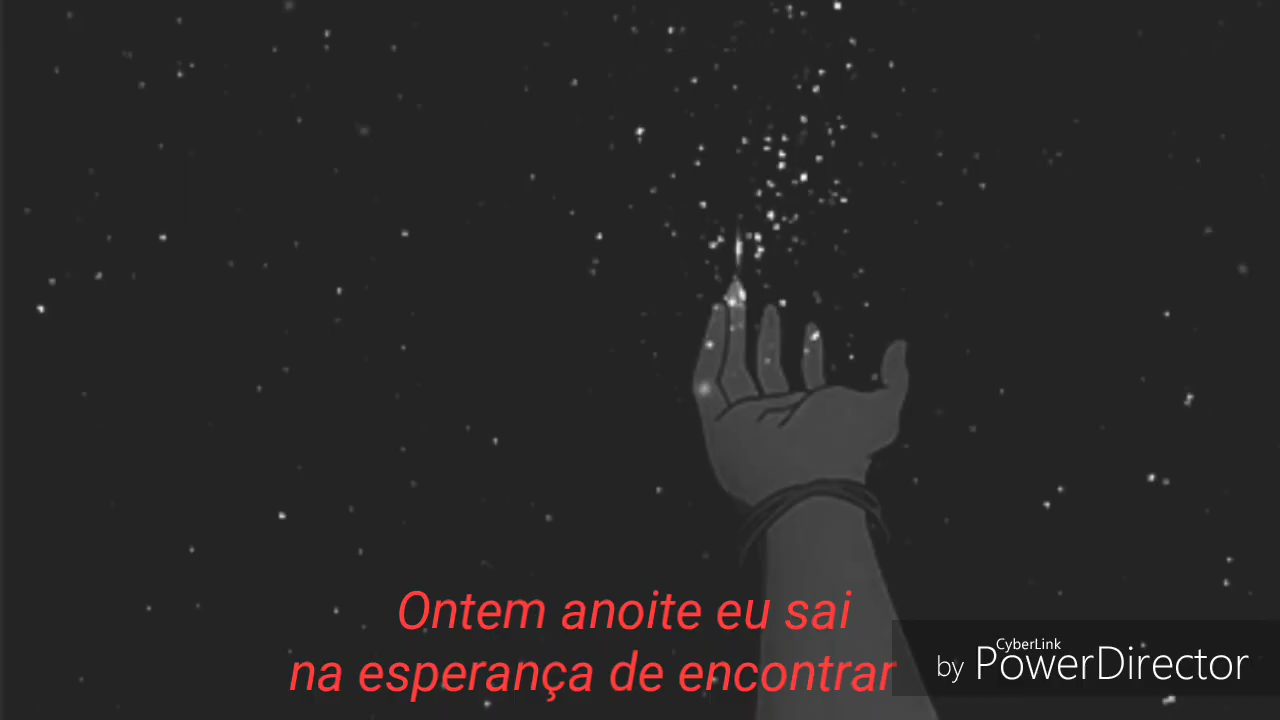 Ontem anoite eu sai
na esperança de encontrar
CyberLink
by PowerDirector